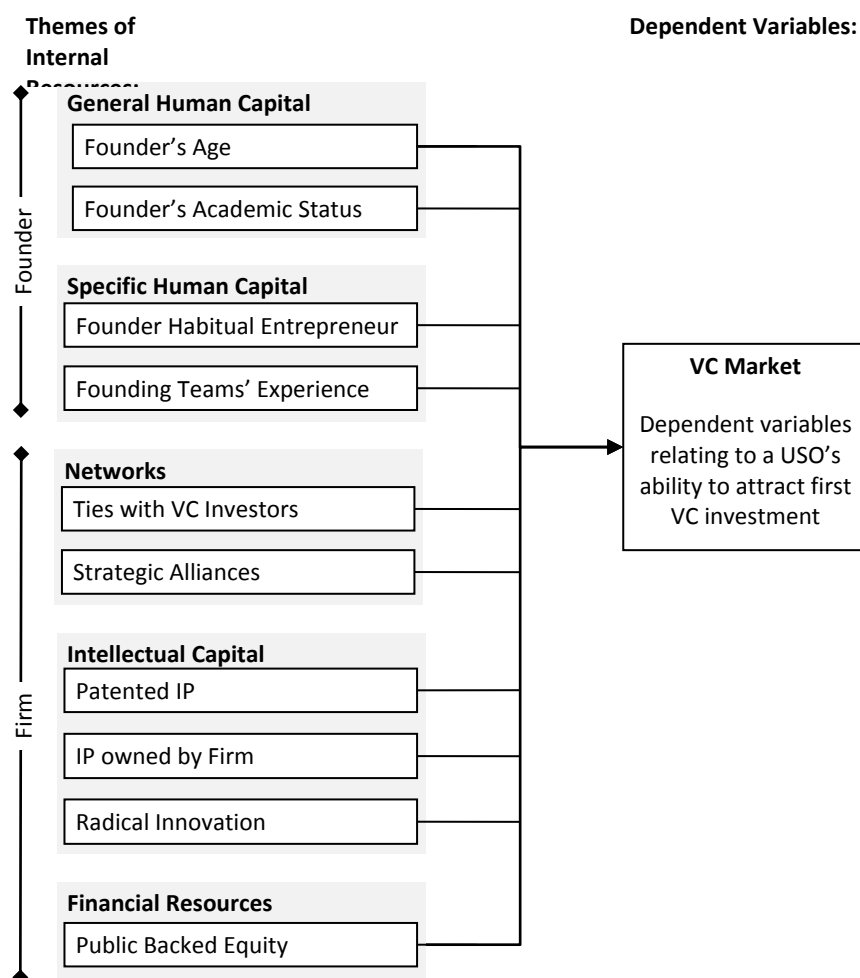 Themes of
Internal
Resources:
Dependent Variables:
General Human Capital
Founder's Age
Founder's Academic Status
Founder
Specific Human Capital
Founder Habitual Entrepreneur
Founding Teams' Experience
VC Market
Dependent variables
relating to a USO's
ability to attract first
VC investment
Networks
Ties with VC Investors
Strategic Alliances
Firm
Intellectual Capital
Patented IP
IP owned by Firm
Radical Innovation
Financial Resources
Public Backed Equity